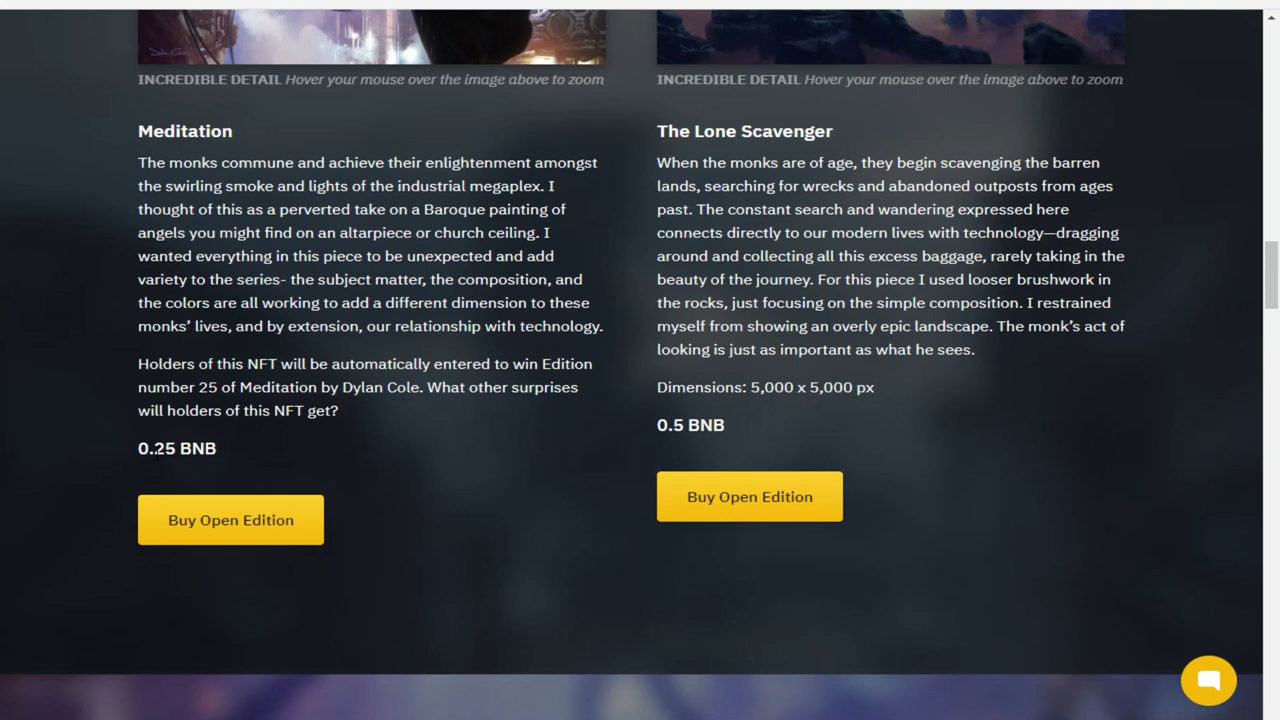 INCREDIBLE DETAIL Hover your mouse over the image above to zoom
Meditation
The monks commune and achieve their enlightenment amongst
the swirling smoke and lights of the industrial megaplex. I
thought of this as a perverted take on a Baroque painting of
angels you might find on an altarpiece or church ceiling. I
wanted everything in this piece to be unexpected and add
variety to the series- the subject matter, the composition, and
the colors are all working to add a different dimension to these
monks’ lives, and by extension, our relationship with technology.
Holders of this NFT will be automatically entered to win Edition
number 25 of Meditation by Dylan Cole. What other surprises
will holders of this NFT get?
0.25 BNB
Buy Open Edition
INCREDIBLE DETAIL Hover your mouse over the image above to zoom
The Lone Scavenger
When the monks are of age, they begin scavenging the barren
lands, searching for wrecks and abandoned outposts from ages
past. The constant search and wandering expressed here
connects directly to our modern lives with technology—dragging
around and collecting all this excess baggage, rarely taking in the
beauty of the journey. For this piece I used looser brushwork in
the rocks, just focusing on the simple composition. I restrained
myself from showing an overly epic landscape. The monk’s act of
looking is just as important as what he sees.
Dimensions: 5,000 x 5,000 px
0.5 BNB
Buy Open Edition